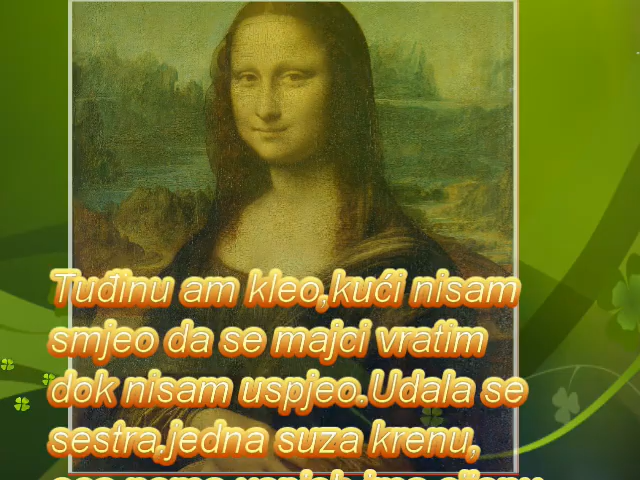 Tuđinu am kleo,kući nisam
smjeo da se majci vratim
dok nisam uspjeo.Udala se
sestra,jedna suza krenu,